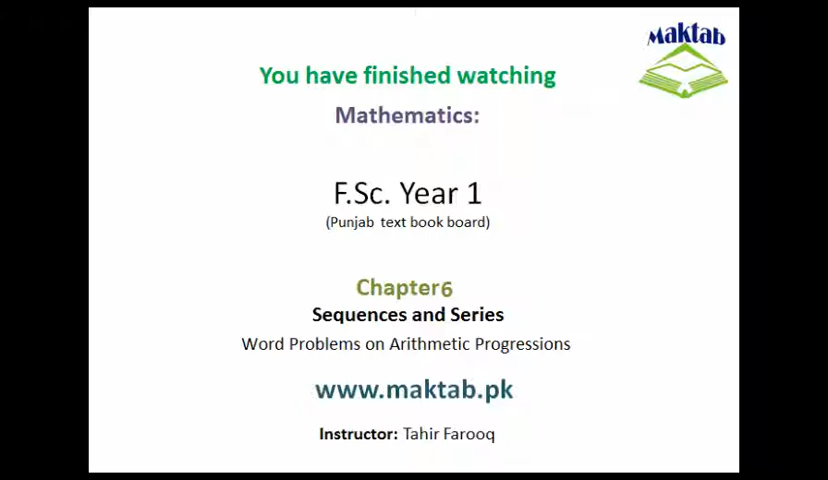 Maktab
You have finished watching
Mathematics:
F.Sc. Year 1
(Punjab text book board)
Chapter6
Sequences and Series
Word Problems on Arithmetic Progressions
www.maktab.pk
Instructor: Tahir Farooq